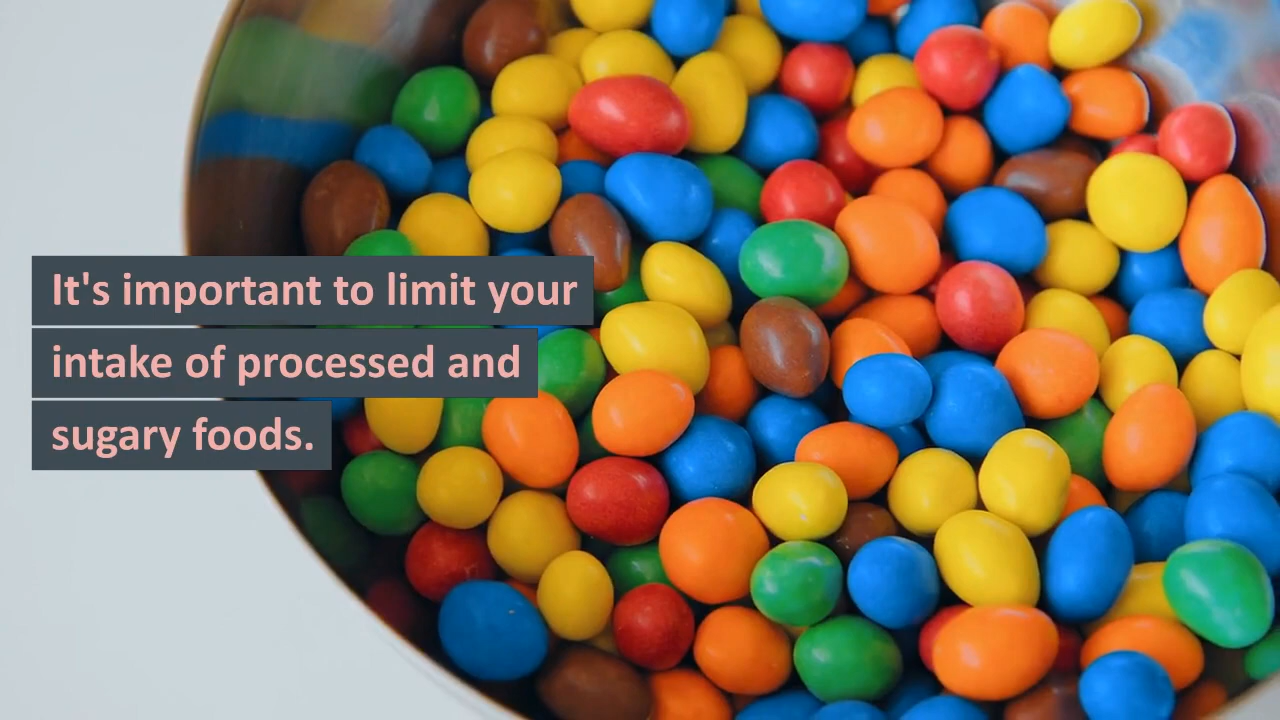 It's important to limit your
intake of processed and
sugary foods.